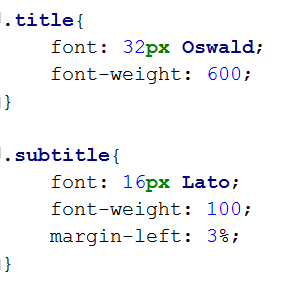 .title{
font: 32px Oswald;
font-weight: 600;
}
.subtitle{
font: 16px Lato;
font-weight: 100;
margin-left: 3%;
}